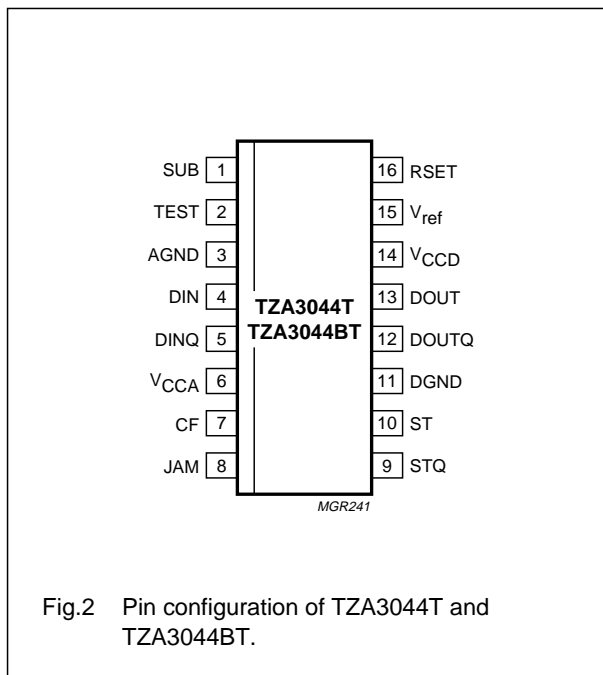 SUB 1 16 RSET
TEST 2 15 Vref
AGND 3 14 VCCD
DIN 4 13 DOUT
TZA3044T
TZA3044BT
DINQ 5 12 DOUTQ
VCCA 6 11 DGND
CF 7 10 ST
JAM 8 9 STQ
MGR241
Fig.2 Pin configuration of TZA3044T and
TZA3044BT.